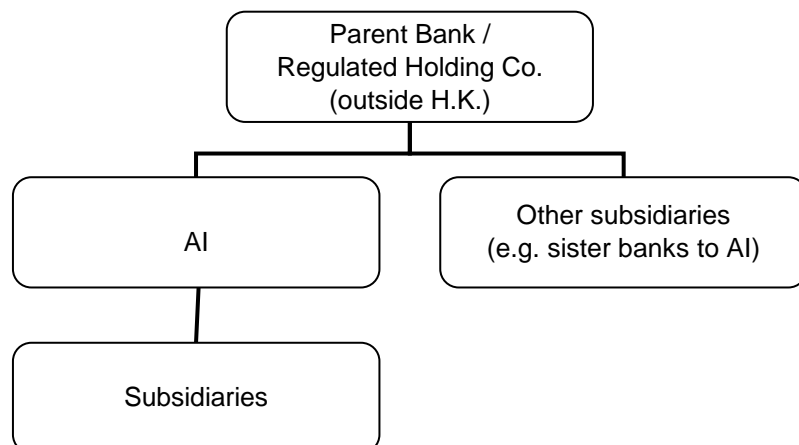 Parent Bank /
Regulated Holding Co.
(outside H.K.)
AI
Other subsidiaries
(e.g. sister banks to AI)
Subsidiaries